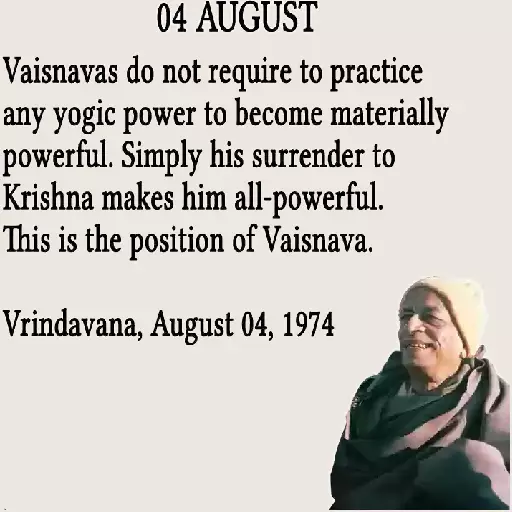 04 AUGUST
Vaisnavas do not require to practice
any yogic power to become materially
powerful. Simply his surrender to
Krishna makes him all-powerful.
This is the position of Vaisnava.
Vrindavana, August 04, 1974